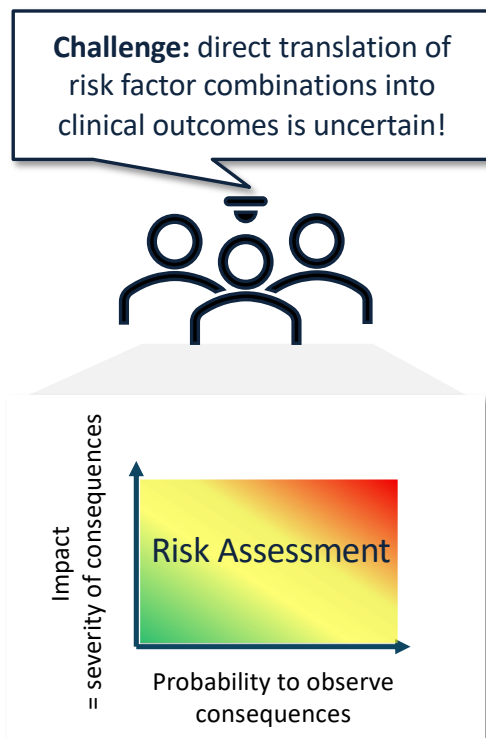 Challenge: direct translation of
risk factor combinations into
clinical outcomes is uncertain!
Impact
= severity of consequences
Risk Assessment
Probability to observe
consequences